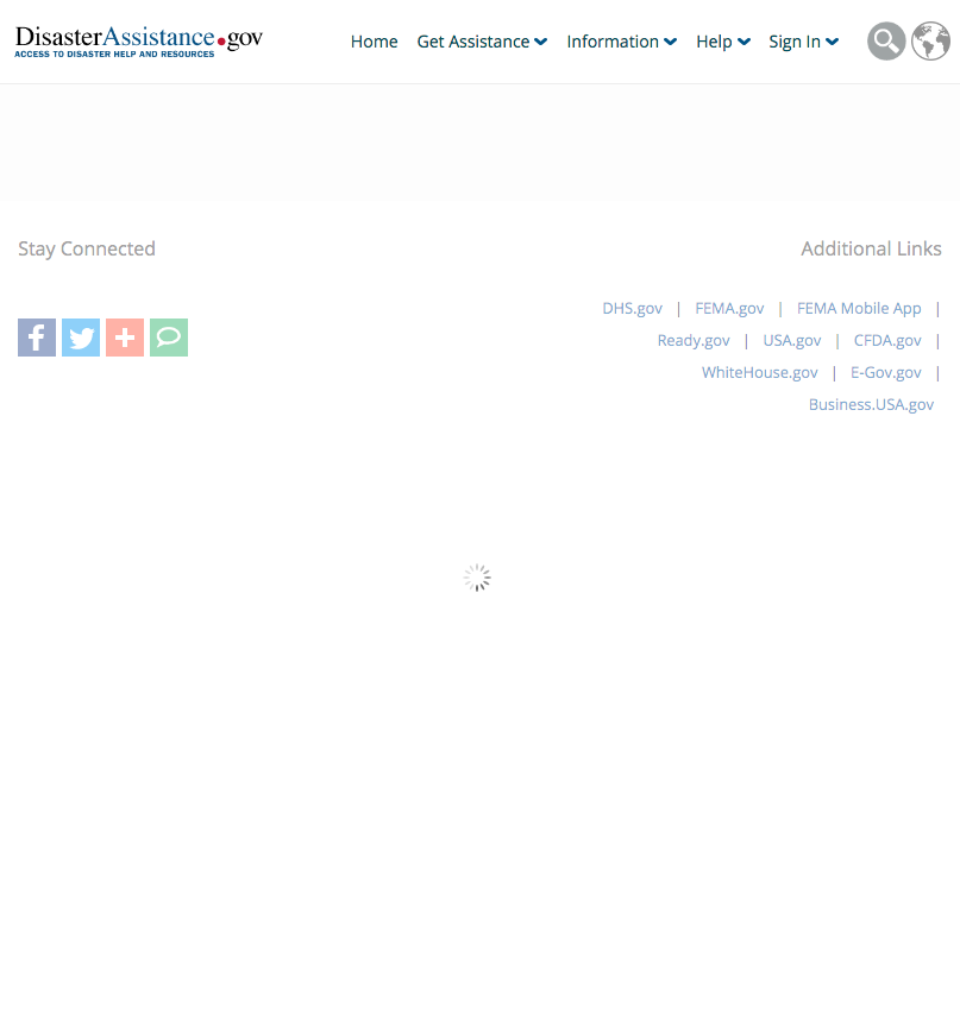 DisasterAssistance.gov
ACCESS TO DISASTER HELP AND RESOURCES
Home Get Assistance Information Help Sign In
Stay Connected
Additional Links
DHS.gov | FEMA.gov | FEMA Mobile App |
Ready.gov | USA.gov | CFDA.gov |
WhiteHouse.gov | E-Gov.gov |
Business.USA.gov